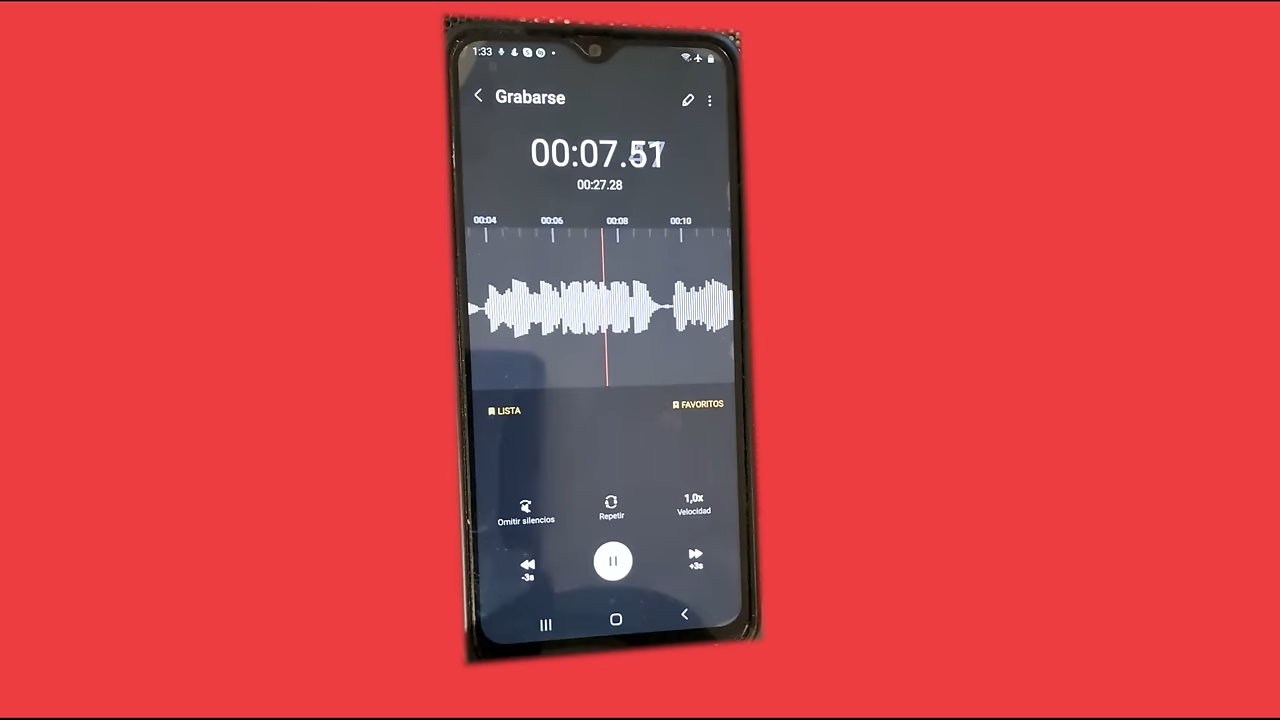 1:33
Grabarse
00:07.
00:27.28
00:04 00:06 00:08 00:10
LISTA FAVORITOS
1,0x
Omitir silencios Repetir Velocidad
-3s +3s